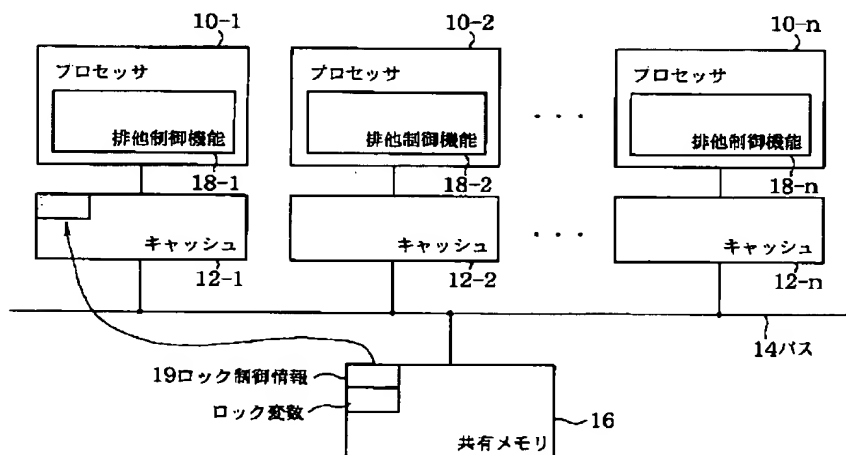 10-1
10-2
10-n
プロセッサ
プロセッサ
プロセッサ
排他制御機能
排他制御機能
・・・
排他制御機能
18-1
18-2
18-n
キャッシュ
キャッシュ
・・・
キャッシュ
12-1
12-2
12-n
14バス
19ロック制御情報
ロック変数
16
共有メモリ